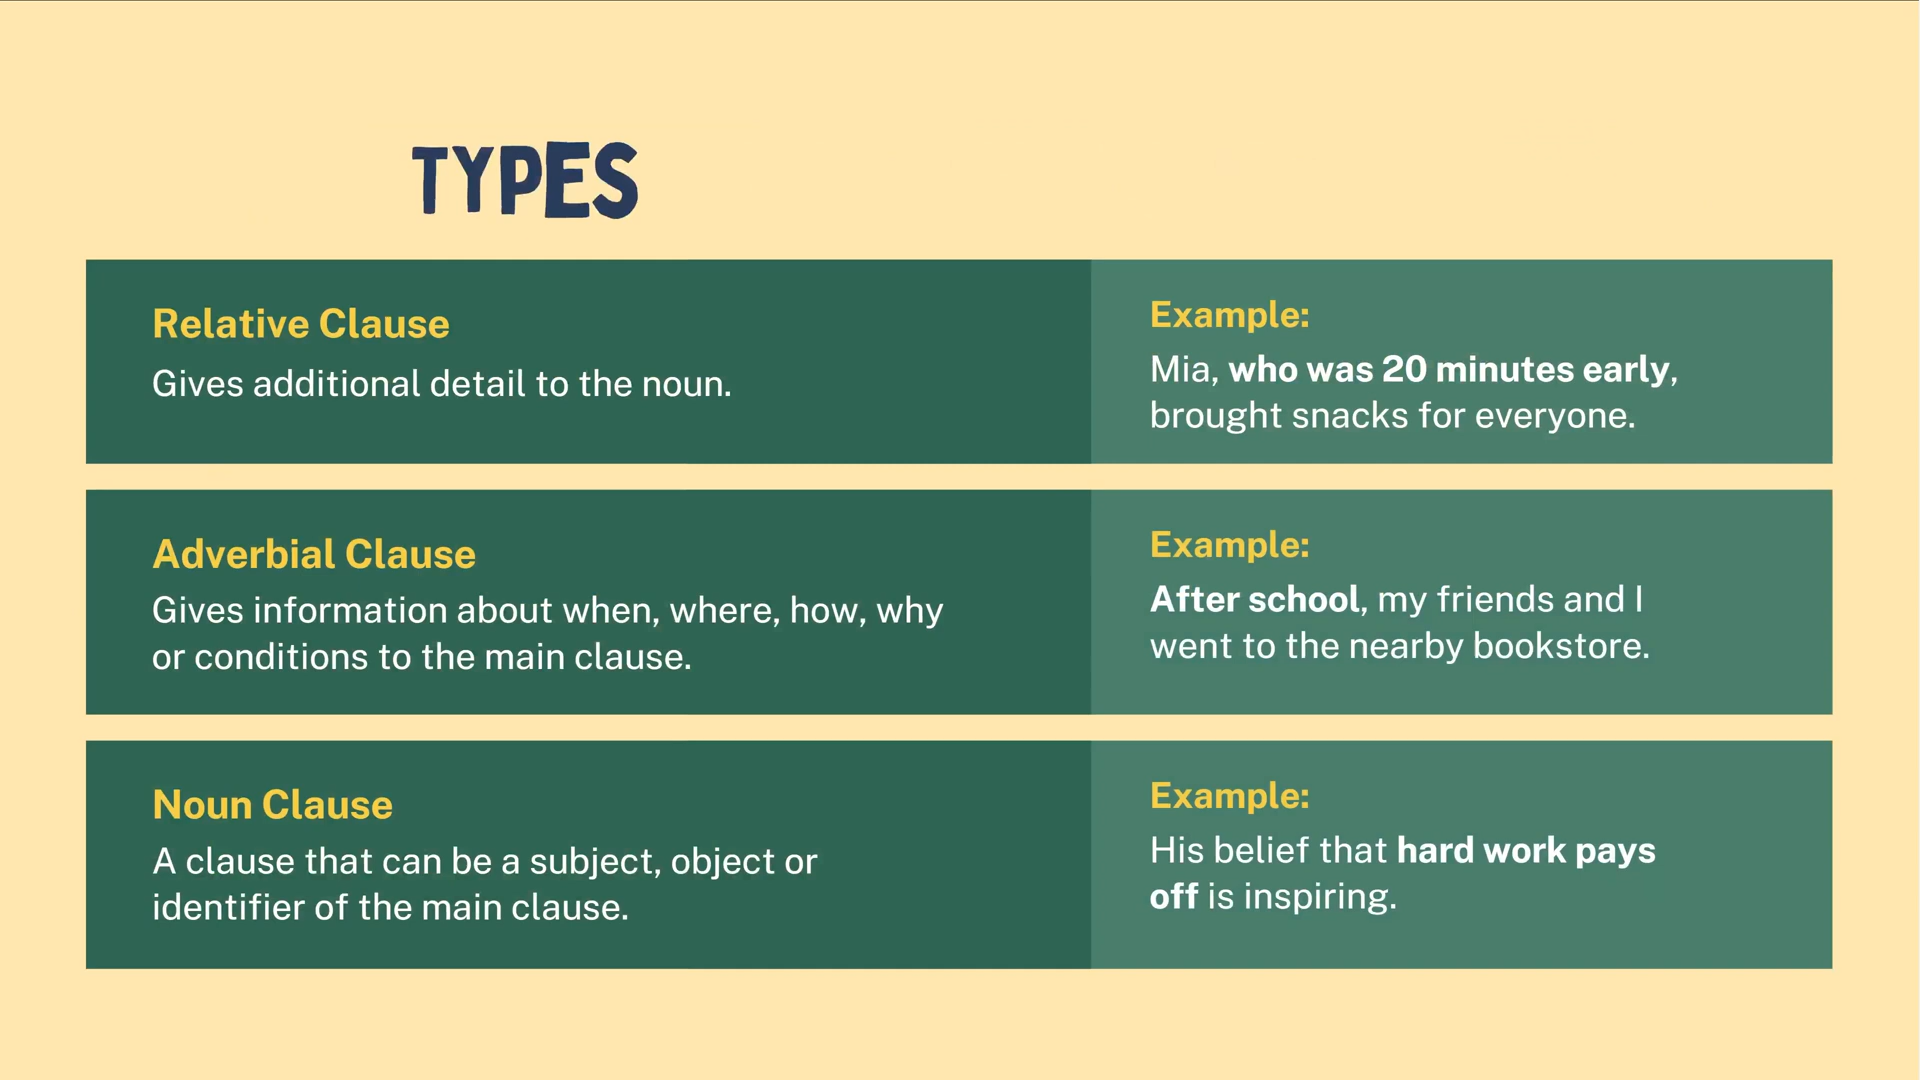 TYPES
Relative Clause
Gives additional detail to the noun.
Example:
Mia, who was 20 minutes early,
brought snacks for everyone.
Adverbial Clause
Gives information about when, where, how, why
or conditions to the main clause.
Example:
After school, my friends and I
went to the nearby bookstore.
Noun Clause
A clause that can be a subject, object or
identifier of the main clause.
Example:
His belief that hard work pays
off is inspiring.